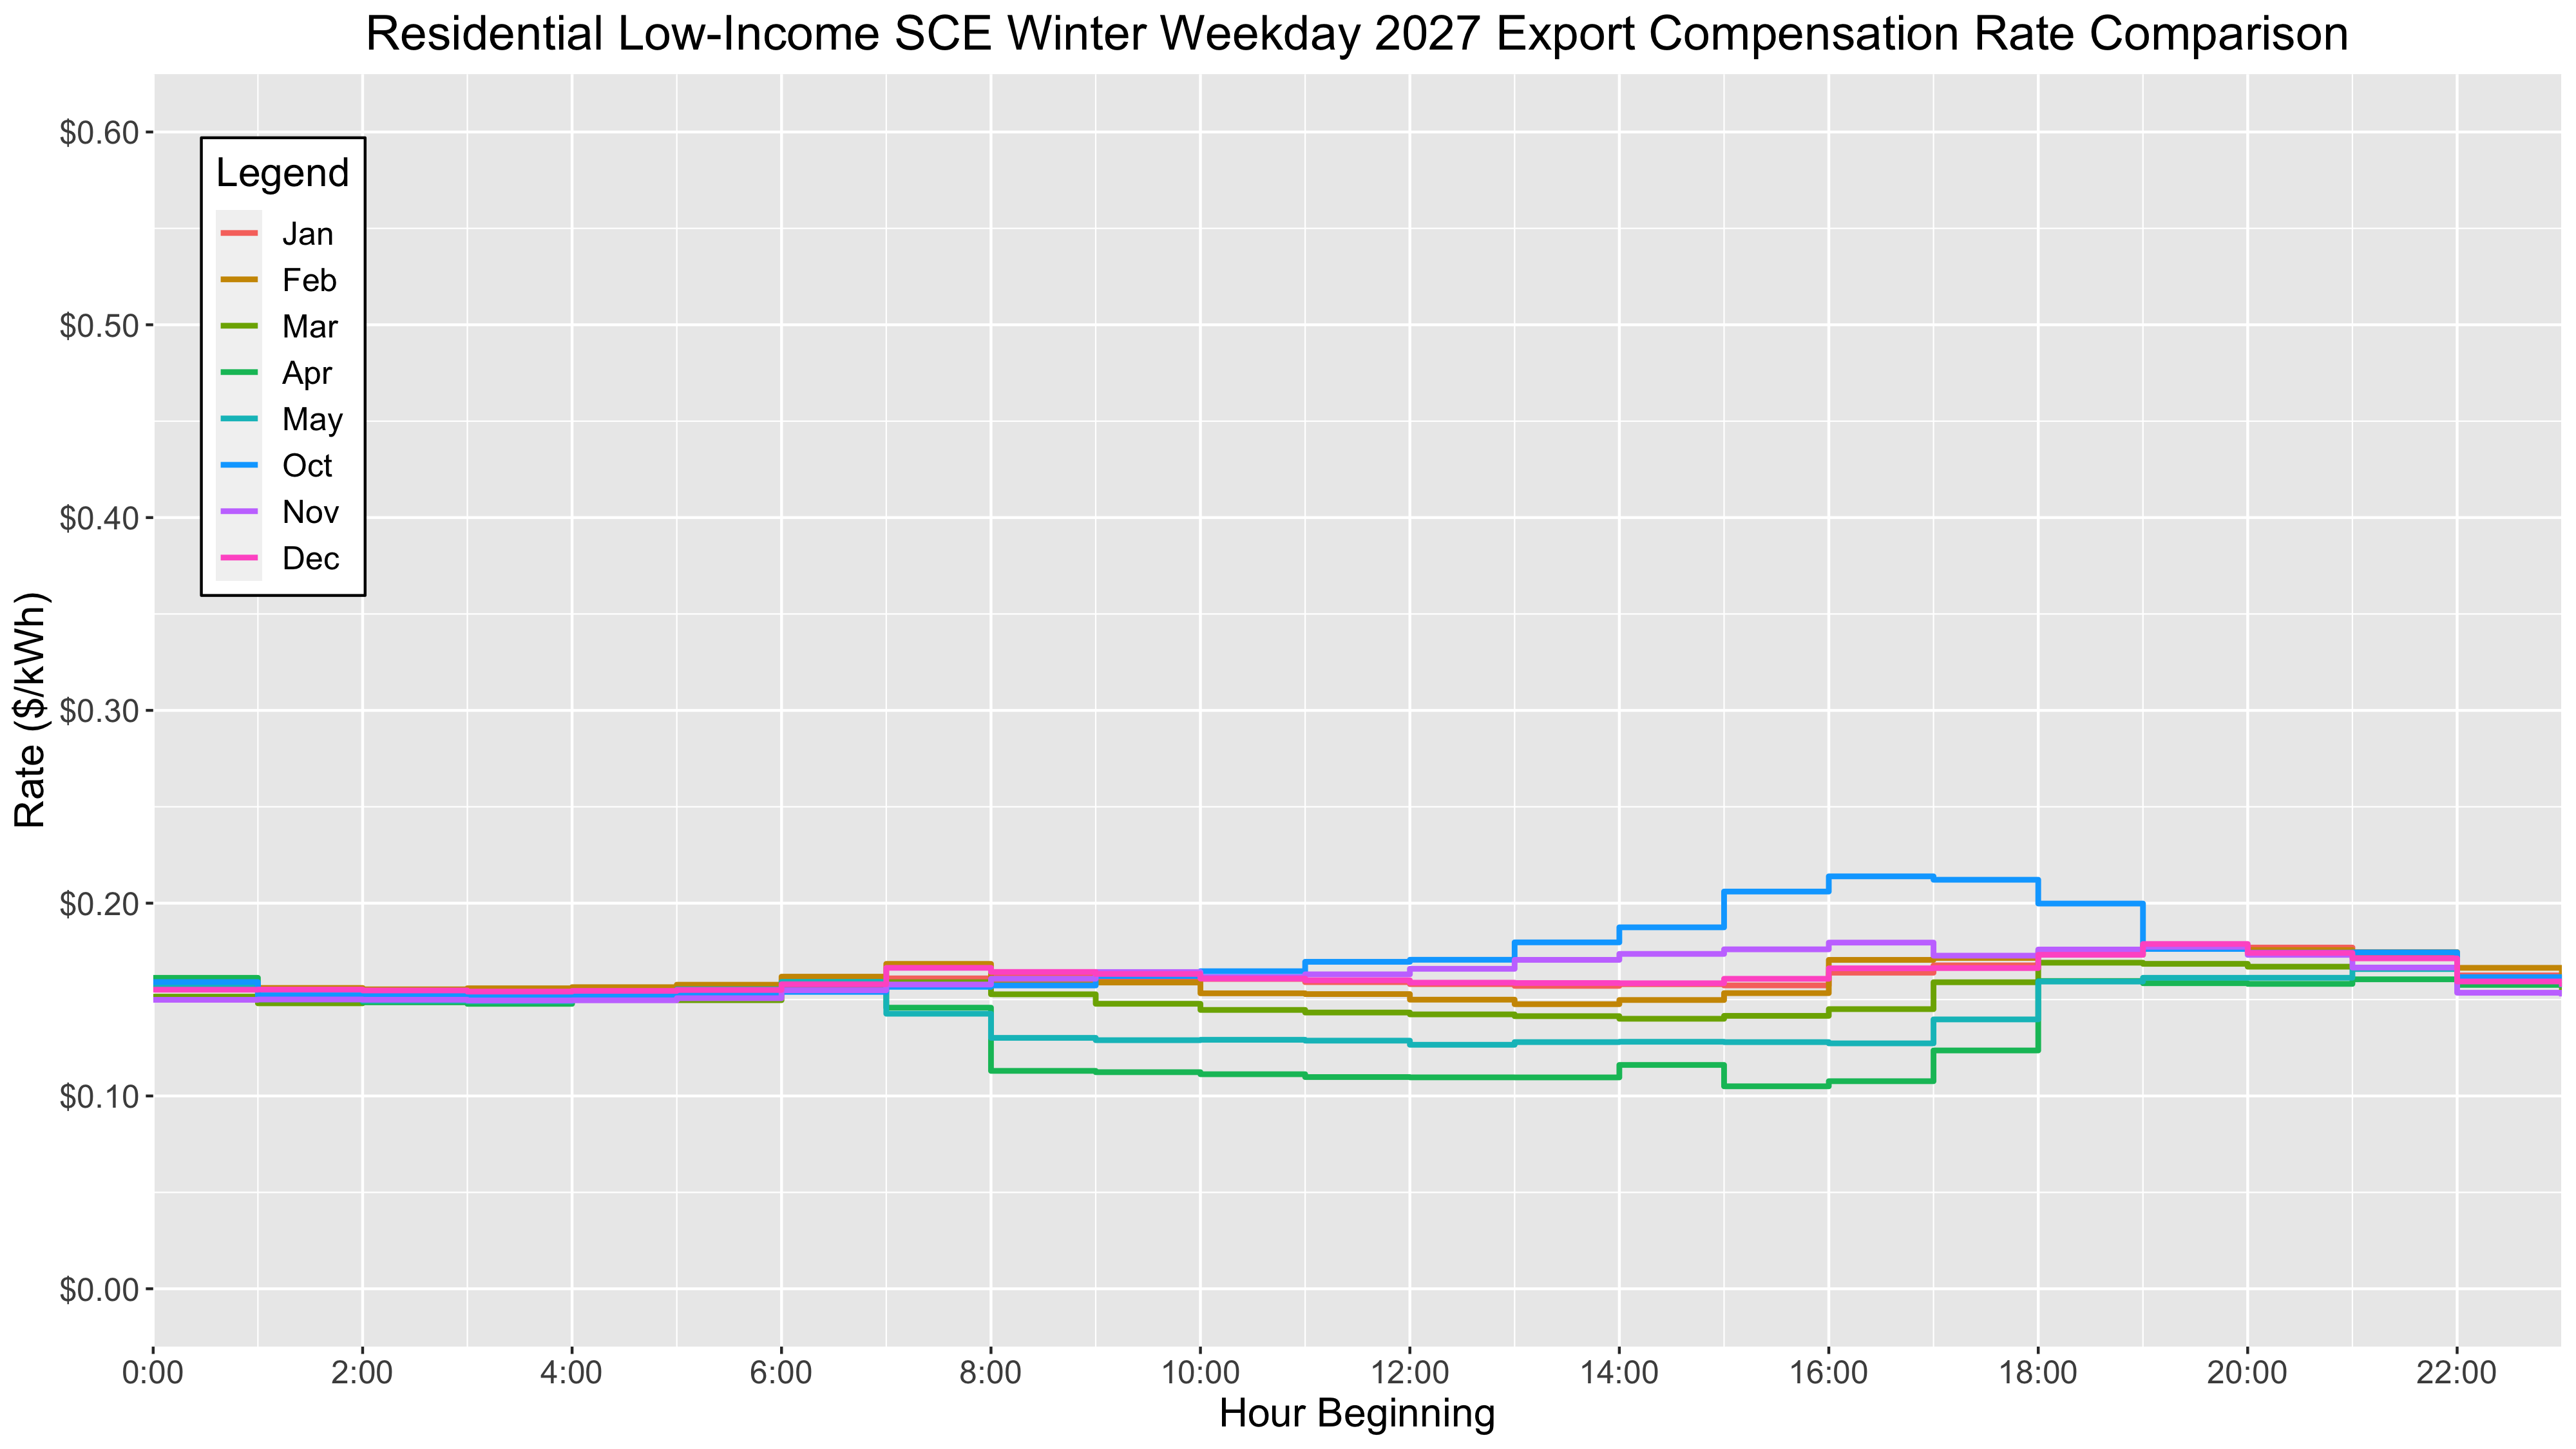 Residential Low-Income SCE Winter Weekday 2027 Export Compensation Rate Comparison
Legend
Jan
Feb
Mar
Apr
May
Oct
Nov
Dec
Rate ($/kWh)
$0.60
$0.50
$0.40
$0.30
$0.20
$0.10
$0.00
0:00 2:00 4:00 6:00 8:00 10:00 12:00 14:00 16:00 18:00 20:00 22:00
Hour Beginning